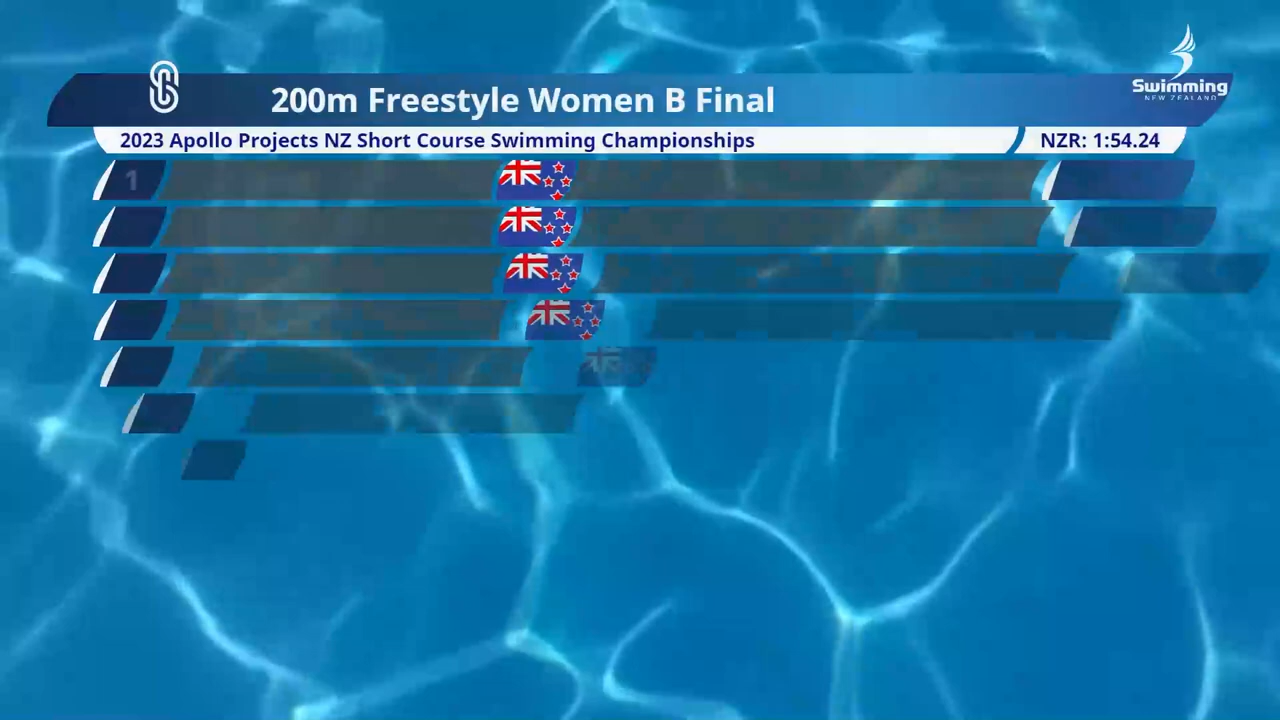 200m Freestyle Women B Final
Swimming
NEW ZEALAND
2023 Apollo Projects NZ Short Course Swimming Championships
NZR: 1:54.24
1